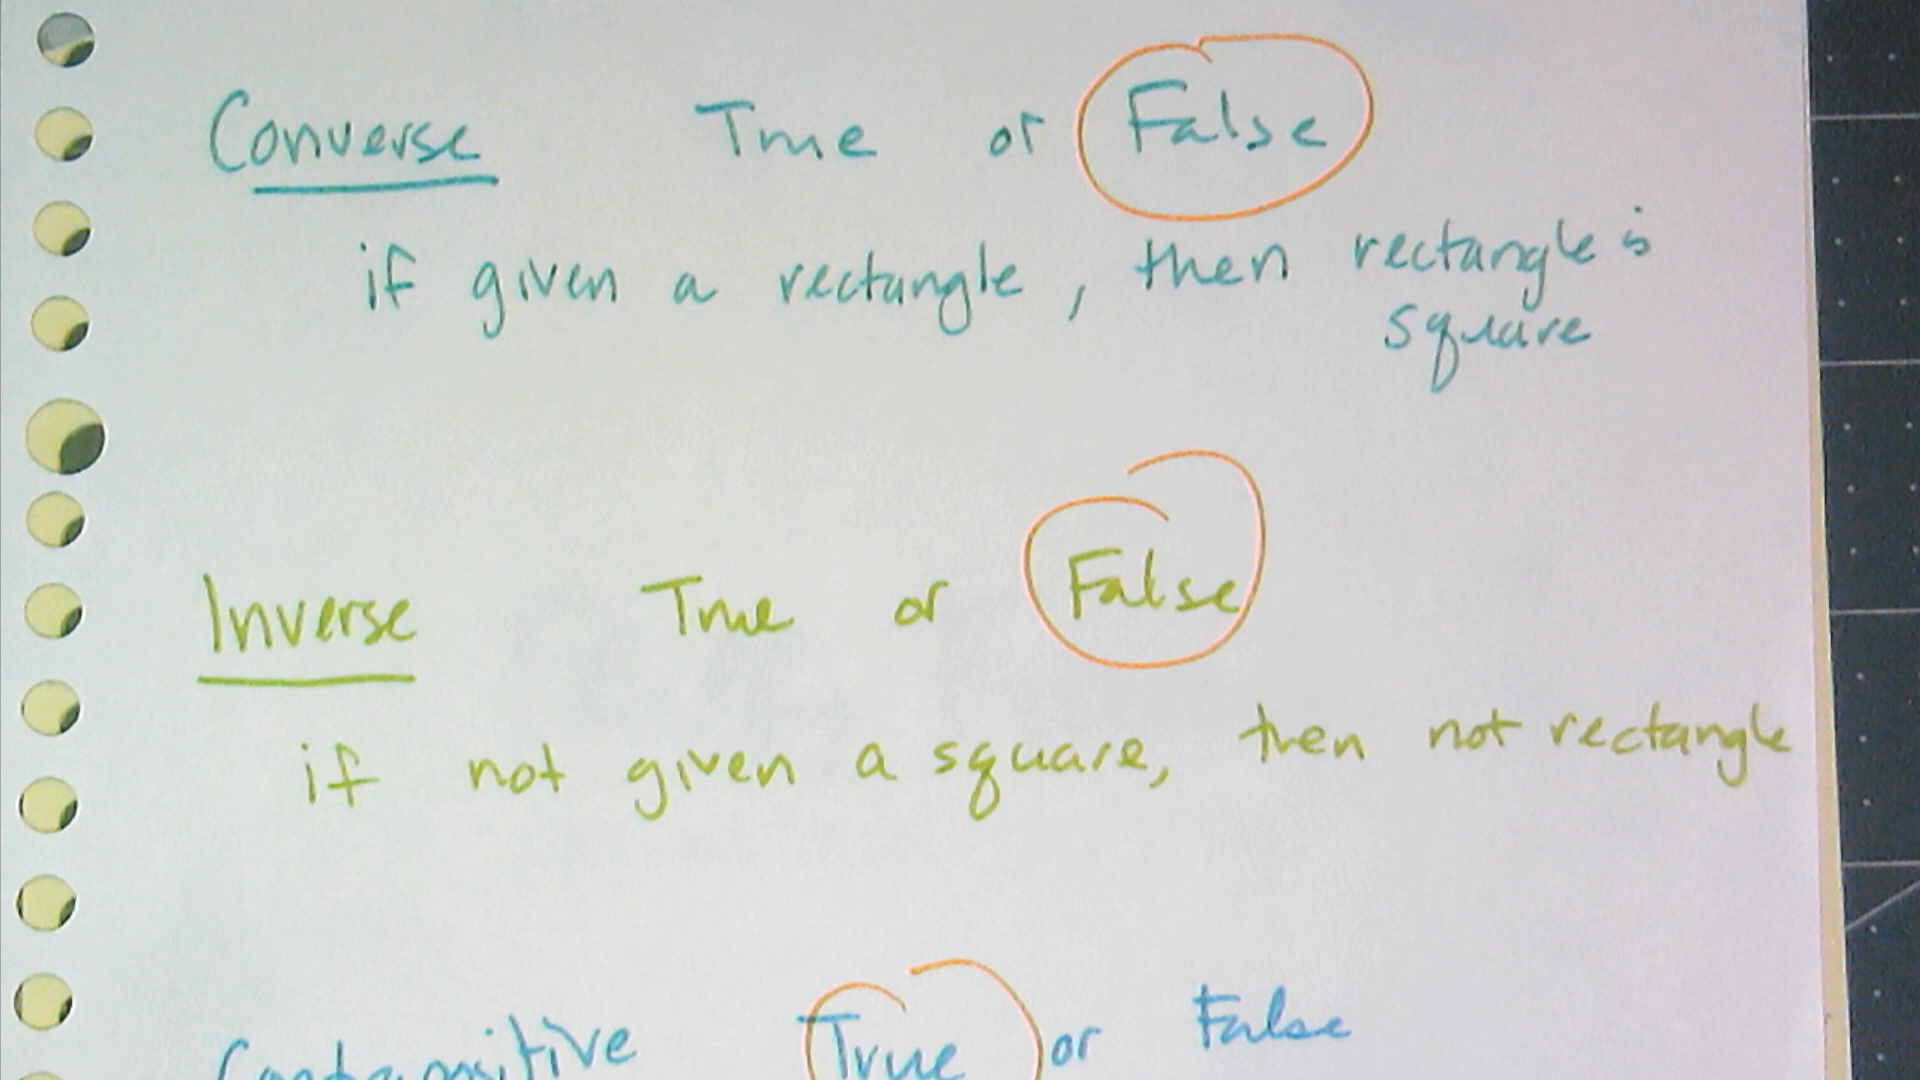 Converse True or False
if given a rectangle, then rectangle is
square
Inverse True or False
if not given a square, then not rectangle
Contrapositive True or False